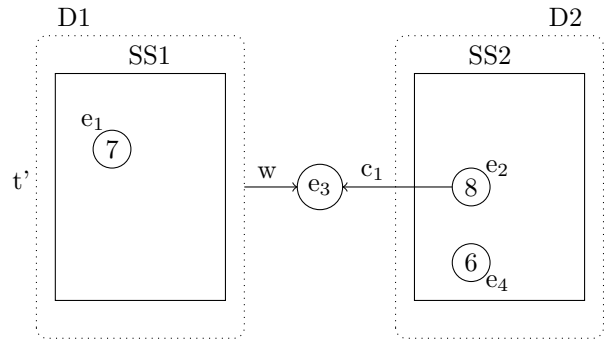 D1 D2
SS1 SS2
e₁
7
t'
w e₃ c₁ 8 e₂
6
e₄